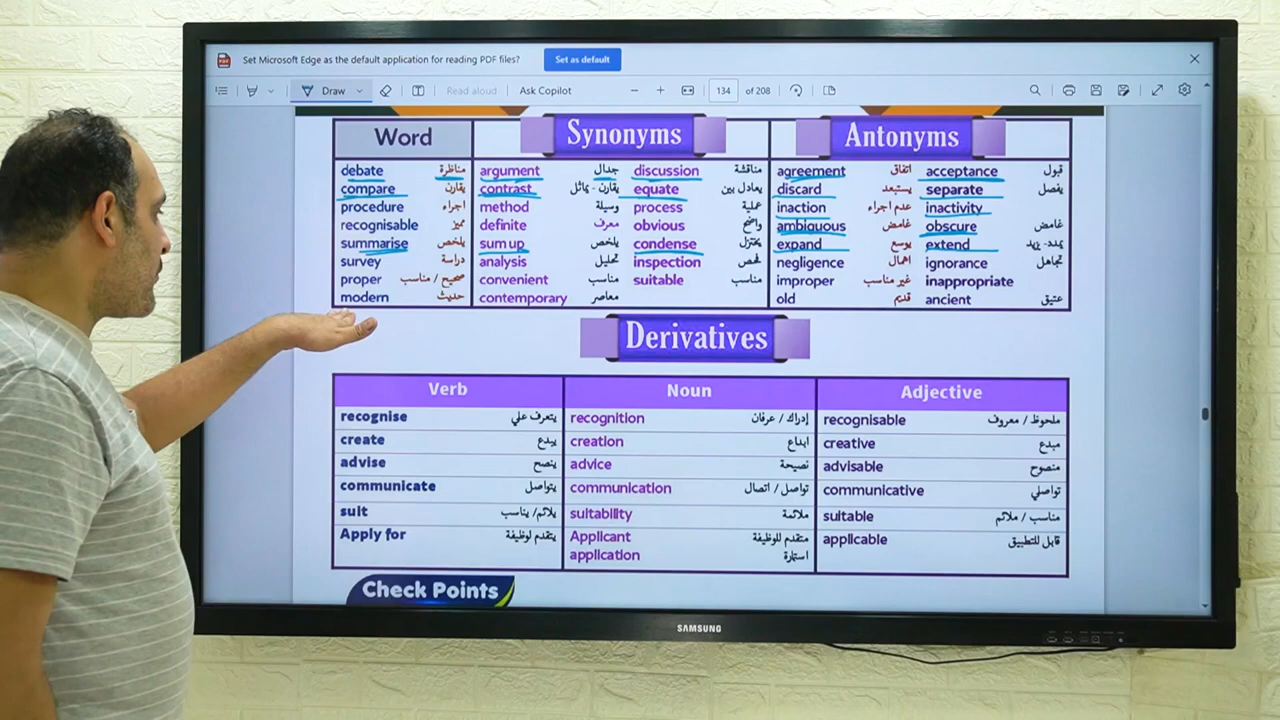 Set Microsoft Edge as the default application for reading PDF files? Set as default
Draw Read aloud Ask Copilot 134 of 208
Word Synonyms Antonyms
debate مناظرة argument جدال discussion مناقشة agreement اتفاق acceptance قبول
compare يقارن contrast يقارن - يماثل equate يعادل بين discard يستبعد separate يفصل
procedure اجراء method وسيلة process عملية inaction عدم اجراء inactivity
recognisable مميز definite معرف obvious واضح ambiguous غامض obscure غامض
summarise يلخص sum up يلخص condense يختزل expand يوسع extend يمتد- يزيد
survey دراسة analysis تحليل inspection فحص negligence اهمال ignorance تجاهل
proper صحيح / مناسب convenient مناسب suitable مناسب improper غير مناسب inappropriate
modern حديث contemporary معاصر old قديم ancient عتيق
Derivatives
Verb Noun Adjective
recognise يتعرف علي recognition إدراك / عرفان recognisable ملحوظ / معروف
create يبدع creation ابداع creative مبدع
advise ينصح advice نصيحة advisable منصوح
communicate يتواصل communication تواصل / اتصال communicative تواصلي
suit يلائم/ يناسب suitability ملائمة suitable مناسب / ملائم
Apply for يتقدم لوظيفة Applicant متقدم للوظيفة applicable قابل للتطبيق
application استمارة
Check Points
SAMSUNG